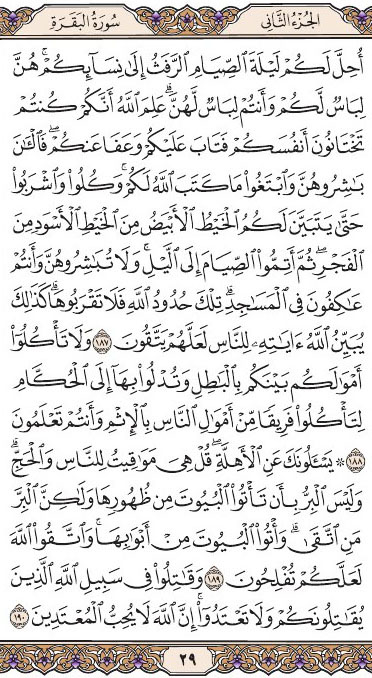 الجزء الثاني سورة البقرة
أُحِلَّ لَكُمۡ لَيۡلَةَ ٱلصِّيَامِ ٱلرَّفَثُ إِلَىٰ نِسَآئِكُمۡۚ هُنَّ
لِبَاسٞ لَّكُمۡ وَأَنتُمۡ لِبَاسٞ لَّهُنَّۗ عَلِمَ ٱللَّهُ أَنَّكُمۡ كُنتُمۡ
تَخۡتَانُونَ أَنفُسَكُمۡ فَتَابَ عَلَيۡكُمۡ وَعَفَا عَنكُمۡۖ فَٱلۡـَٰٔنَ
بَٰشِرُوهُنَّ وَٱبۡتَغُواْ مَا كَتَبَ ٱللَّهُ لَكُمۡۚ وَكُلُواْ وَٱشۡرَبُواْ
حَتَّىٰ يَتَبَيَّنَ لَكُمُ ٱلۡخَيۡطُ ٱلۡأَبۡيَضُ مِنَ ٱلۡخَيۡطِ ٱلۡأَسۡوَدِ مِنَ
ٱلۡفَجۡرِۖ ثُمَّ أَتِمُّواْ ٱلصِّيَامَ إِلَى ٱلَّيۡلِۚ وَلَا تُبَٰشِرُوهُنَّ وَأَنتُمۡ
عَٰكِفُونَ فِي ٱلۡمَسَٰجِدِۗ تِلۡكَ حُدُودُ ٱللَّهِ فَلَا تَقۡرَبُوهَاۗ كَذَٰلِكَ
يُبَيِّنُ ٱللَّهُ ءَايَٰتِهِۦ لِلنَّاسِ لَعَلَّهُمۡ يَتَّقُونَ ١٨٧ وَلَا تَأۡكُلُوٓاْ
أَمۡوَٰلَكُم بَيۡنَكُم بِٱلۡبَٰطِلِ وَتُدۡلُواْ بِهَآ إِلَى ٱلۡحُكَّامِ
لِتَأۡكُلُواْ فَرِيقٗا مِّنۡ أَمۡوَٰلِ ٱلنَّاسِ بِٱلۡإِثۡمِ وَأَنتُمۡ تَعۡلَمُونَ
١٨٨ ۞ يَسۡـَٔلُونَكَ عَنِ ٱلۡأَهِلَّةِۖ قُلۡ هِيَ مَوَٰقِيتُ لِلنَّاسِ وَٱلۡحَجِّۗ
وَلَيۡسَ ٱلۡبِرُّ بِأَن تَأۡتُواْ ٱلۡبُيُوتَ مِن ظُهُورِهَا وَلَٰكِنَّ ٱلۡبِرَّ
مَنِ ٱتَّقَىٰۗ وَأۡتُواْ ٱلۡبُيُوتَ مِنۡ أَبۡوَٰبِهَاۚ وَٱتَّقُواْ ٱللَّهَ
لَعَلَّكُمۡ تُفۡلِحُونَ ١٨٩ وَقَٰتِلُواْ فِي سَبِيلِ ٱللَّهِ ٱلَّذِينَ
يُقَٰتِلُونَكُمۡ وَلَا تَعۡتَدُوٓاْۚ إِنَّ ٱللَّهَ لَا يُحِبُّ ٱلۡمُعۡتَدِينَ ١٩٠
٢٩